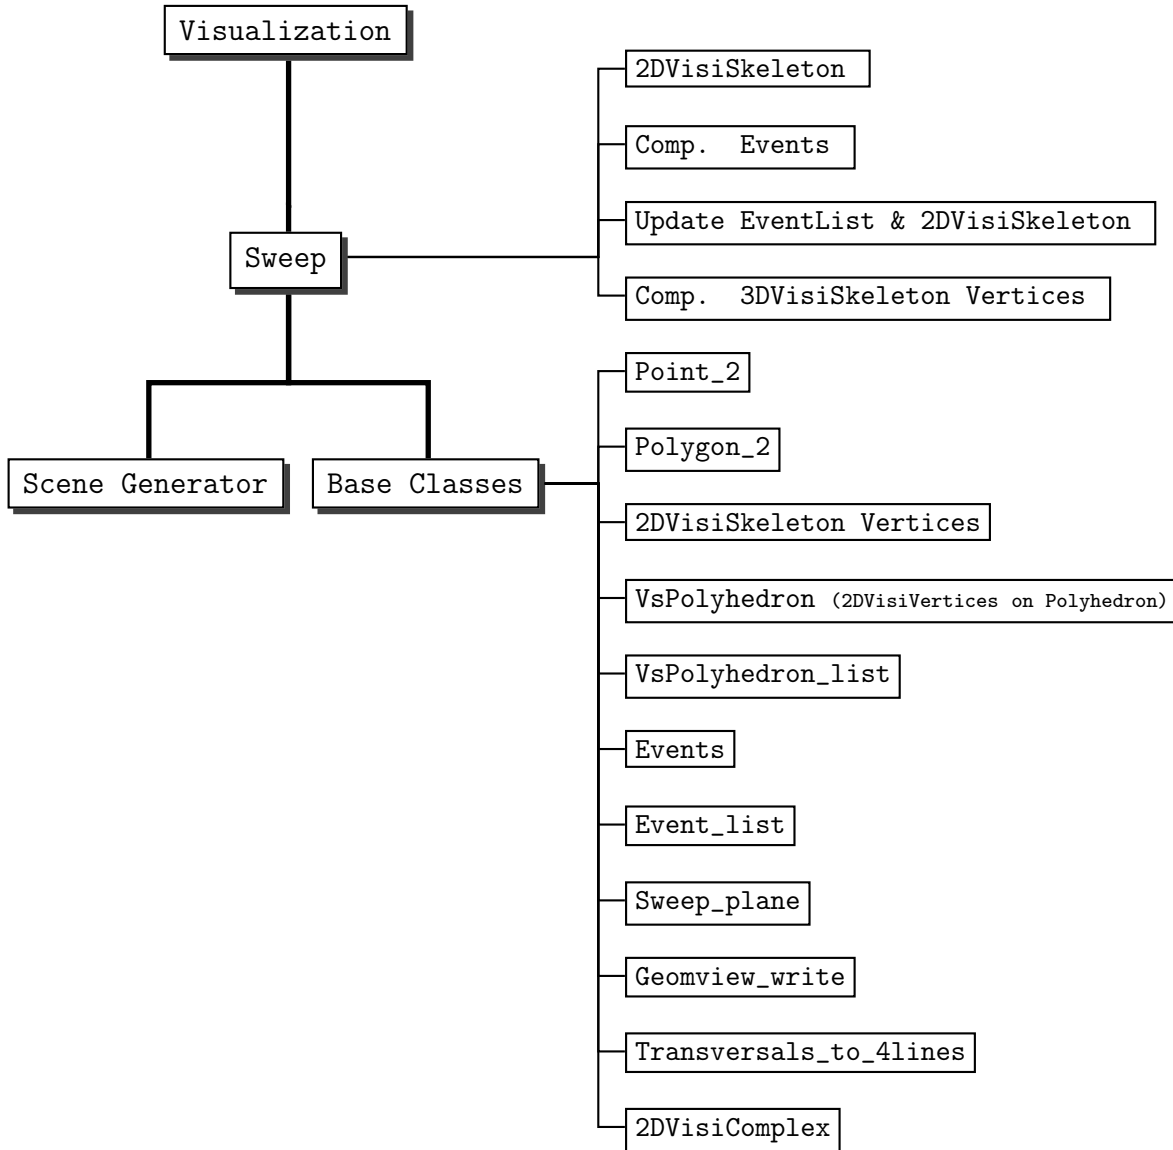 Visualization
2DVisiSkeleton
Comp. Events
Update EventList & 2DVisiSkeleton
Sweep
Comp. 3DVisiSkeleton Vertices
Point_2
Polygon_2
Scene Generator
Base Classes
2DVisiSkeleton Vertices
VsPolyhedron (2DVisiVertices on Polyhedron)
VsPolyhedron_list
Events
Event_list
Sweep_plane
Geomview_write
Transversals_to_4lines
2DVisiComplex